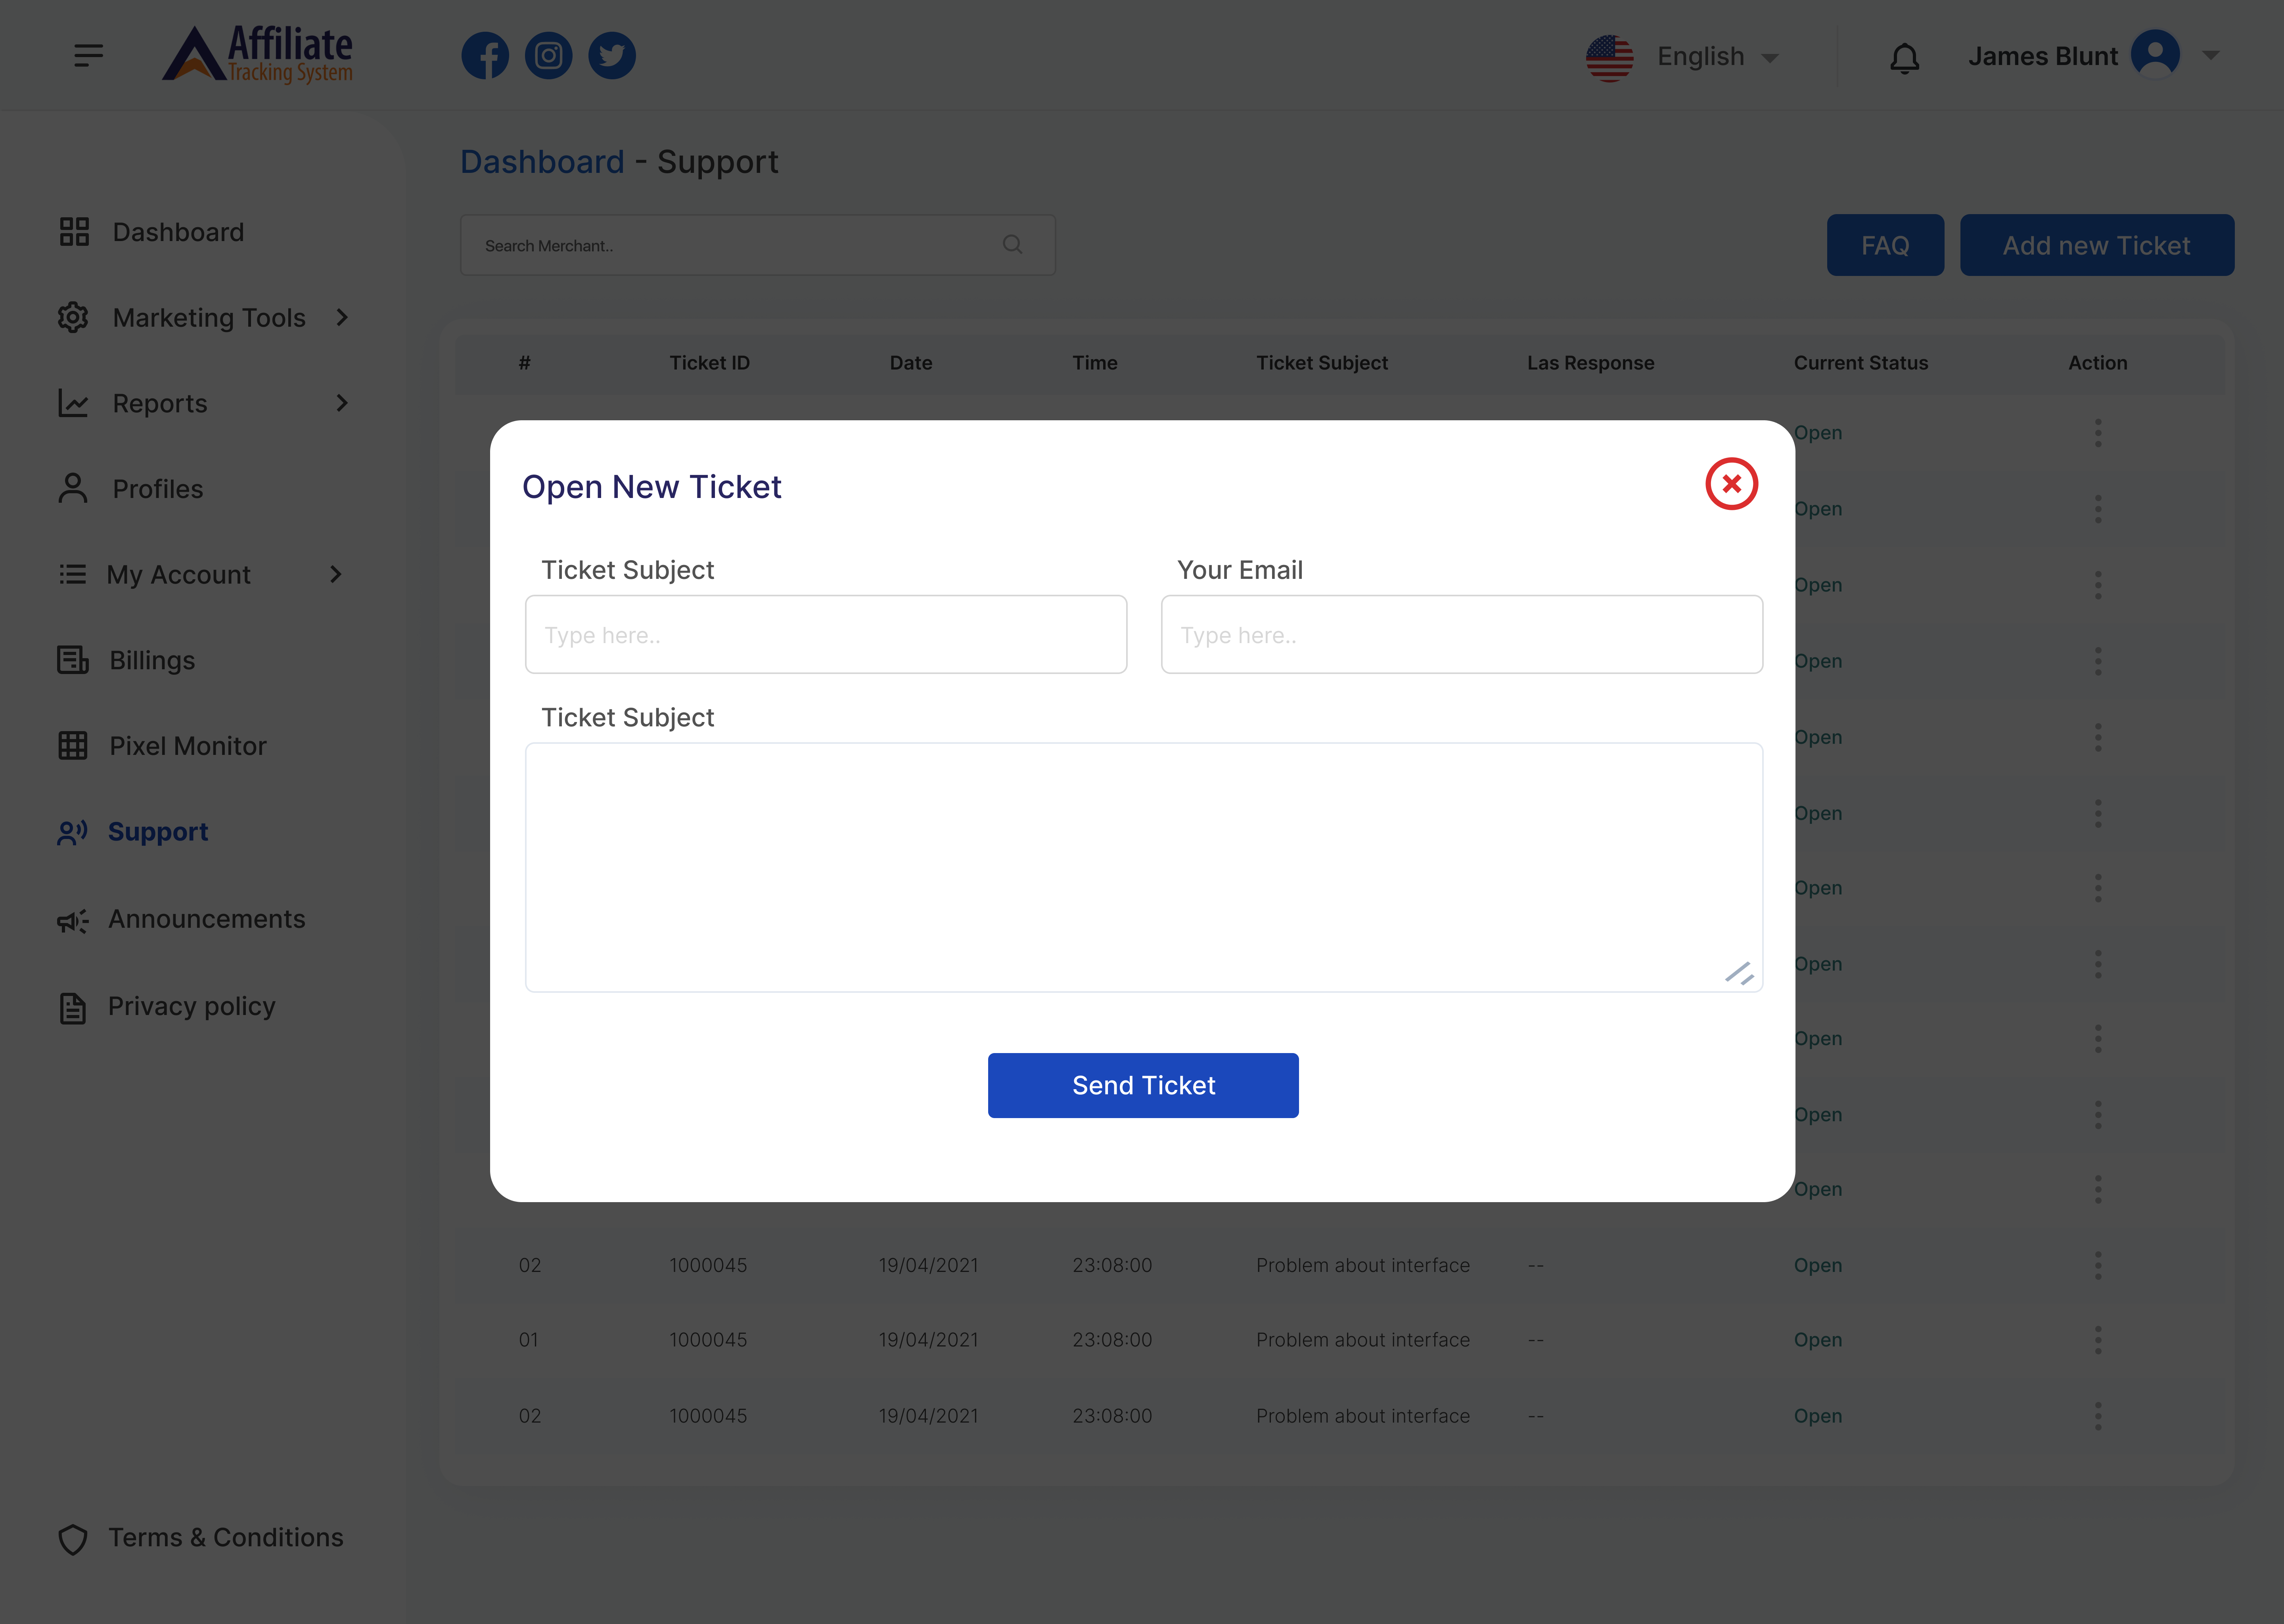 Affiliate
Tracking System
English
James Blunt
Dashboard - Support
Dashboard
Marketing Tools
Reports
Profiles
My Account
Billings
Pixel Monitor
Support
Announcements
Privacy policy
Terms & Conditions
Search Merchant..
FAQ
Add new Ticket
# Ticket ID Date Time Ticket Subject Las Response Current Status Action
Open
Open
Open
Open
Open
Open
Open
Open
Open
Open
Open
02 1000045 19/04/2021 23:08:00 Problem about interface -- Open
01 1000045 19/04/2021 23:08:00 Problem about interface -- Open
02 1000045 19/04/2021 23:08:00 Problem about interface -- Open
Open New Ticket
Ticket Subject
Your Email
Type here..
Type here..
Ticket Subject
Send Ticket